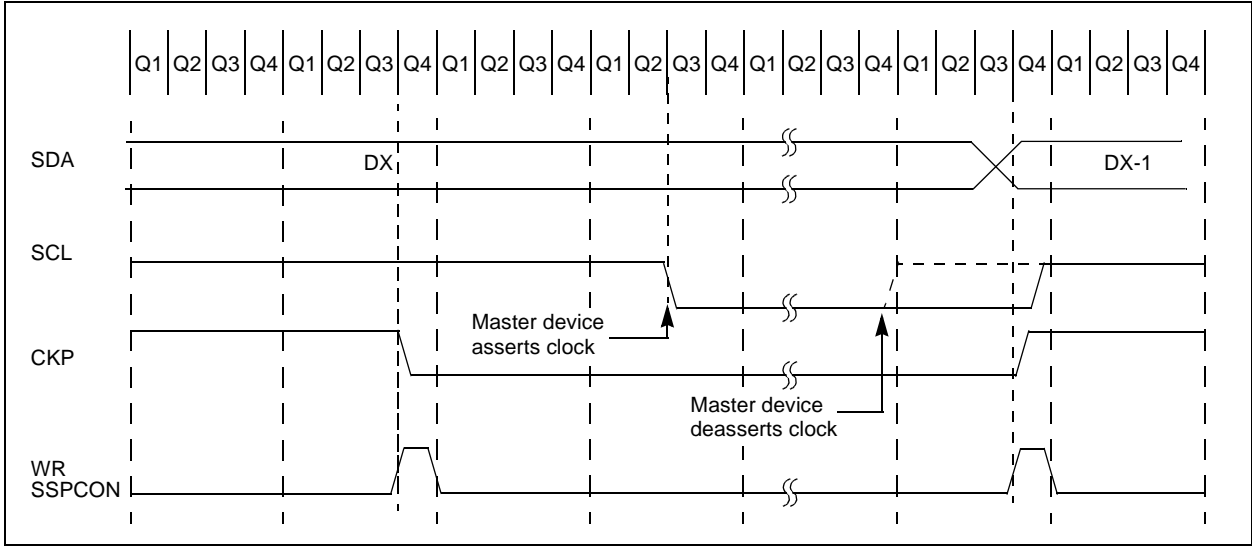 Q1 Q2 Q3 Q4 Q1 Q2 Q3 Q4 Q1 Q2 Q3 Q4 Q1 Q2 Q3 Q4 Q1 Q2 Q3 Q4 Q1 Q2 Q3 Q4 Q1 Q2 Q3 Q4
SDA
DX
DX-1
SCL
Master device
asserts clock
CKP
Master device
deasserts clock
WR
SSPCON